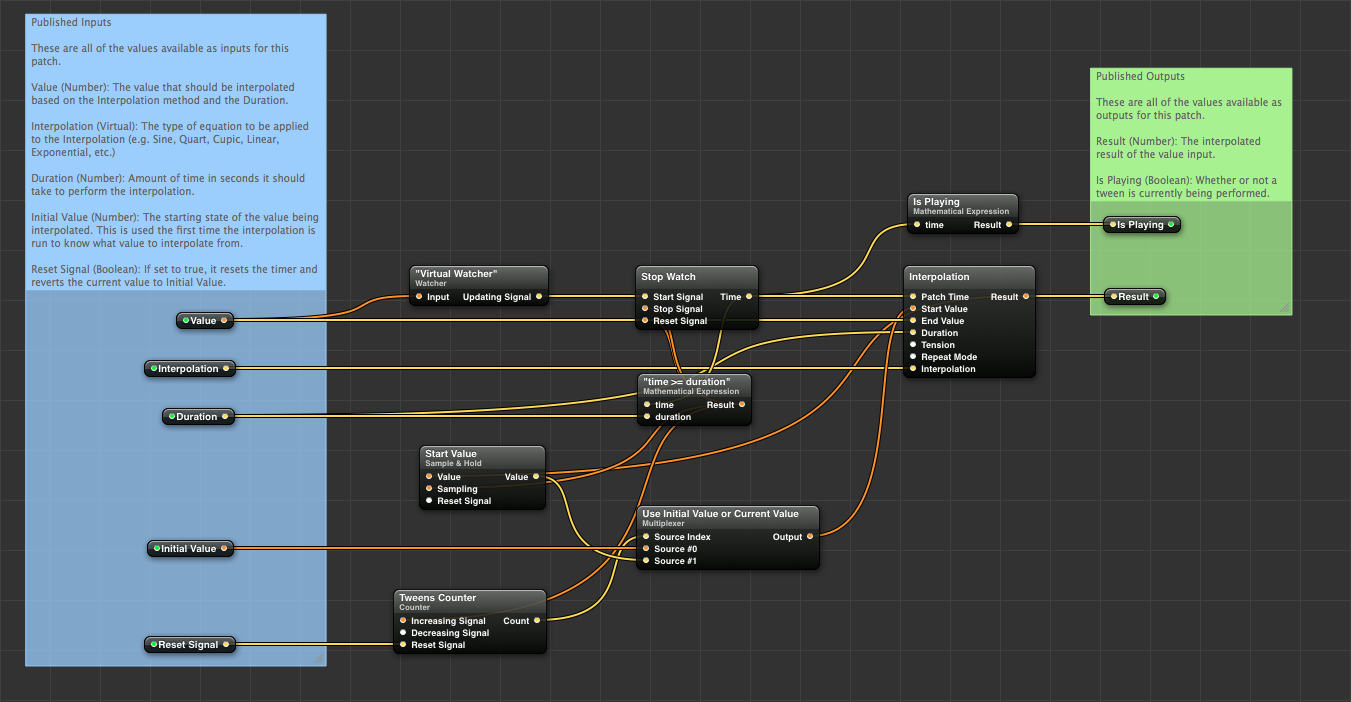 Published Inputs
These are all of the values available as inputs for this
patch.
Value (Number): The value that should be interpolated
based on the Interpolation method and the Duration.
Interpolation (Virtual): The type of equation to be applied
to the Interpolation (e.g. Sine, Quart, Cupic, Linear,
Exponential, etc.)
Duration (Number): Amount of time in seconds it should
take to perform the interpolation.
Initial Value (Number): The starting state of the value being
interpolated. This is used the first time the interpolation is
run to know what value to interpolate from.
Reset Signal (Boolean): If set to true, it resets the timer and
reverts the current value to Initial Value.
Value
Interpolation
Duration
Initial Value
Reset Signal
"Virtual Watcher"
Watcher
Input Updating Signal
Stop Watch
Start Signal Time
Stop Signal
Reset Signal
"time >= duration"
Mathematical Expression
time Result
duration
Start Value
Sample & Hold
Value Value
Sampling
Reset Signal
Use Initial Value or Current Value
Multiplexer
Source Index Output
Source #0
Source #1
Tweens Counter
Counter
Increasing Signal Count
Decreasing Signal
Reset Signal
Is Playing
Mathematical Expression
time Result
Interpolation
Patch Time Result
Start Value
End Value
Duration
Tension
Repeat Mode
Interpolation
Published Outputs
These are all of the values available as
outputs for this patch.
Result (Number): The interpolated
result of the value input.
Is Playing (Boolean): Whether or not a
tween is currently being performed.
Is Playing
Result